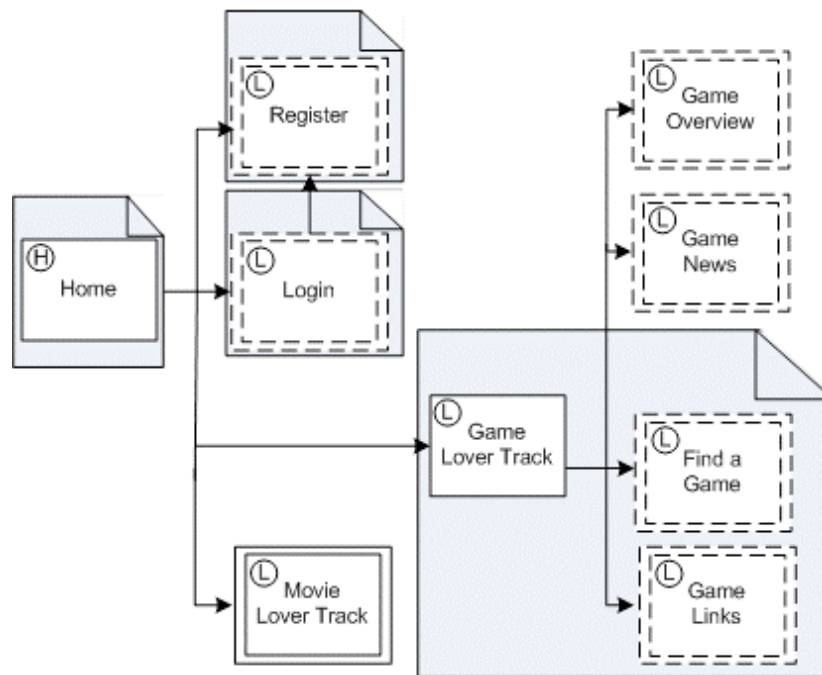 L
Register
L
Game
Overview
H
Home
L
Login
L
Game
News
L
Game
Lover Track
L
Find a
Game
L
Movie
Lover Track
L
Game
Links